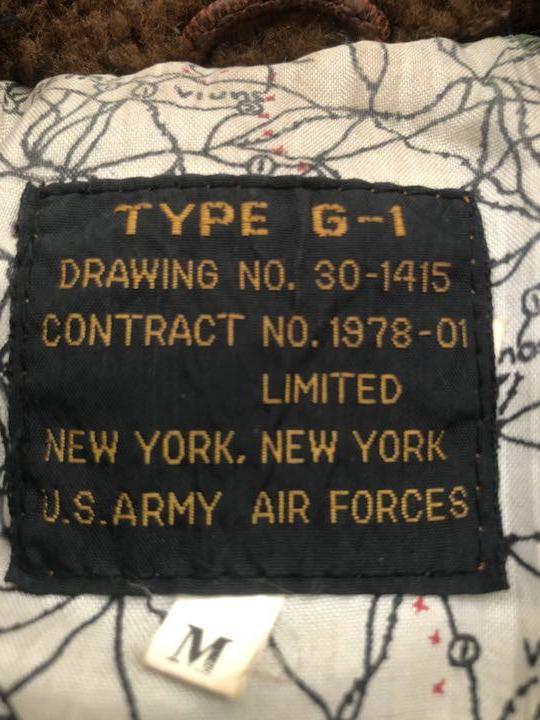 TYPE G-1
DRAWING NO. 30-1415
CONTRACT NO. 1978-01
LIMITED
NEW YORK, NEW YORK
U.S. ARMY AIR FORCES
M